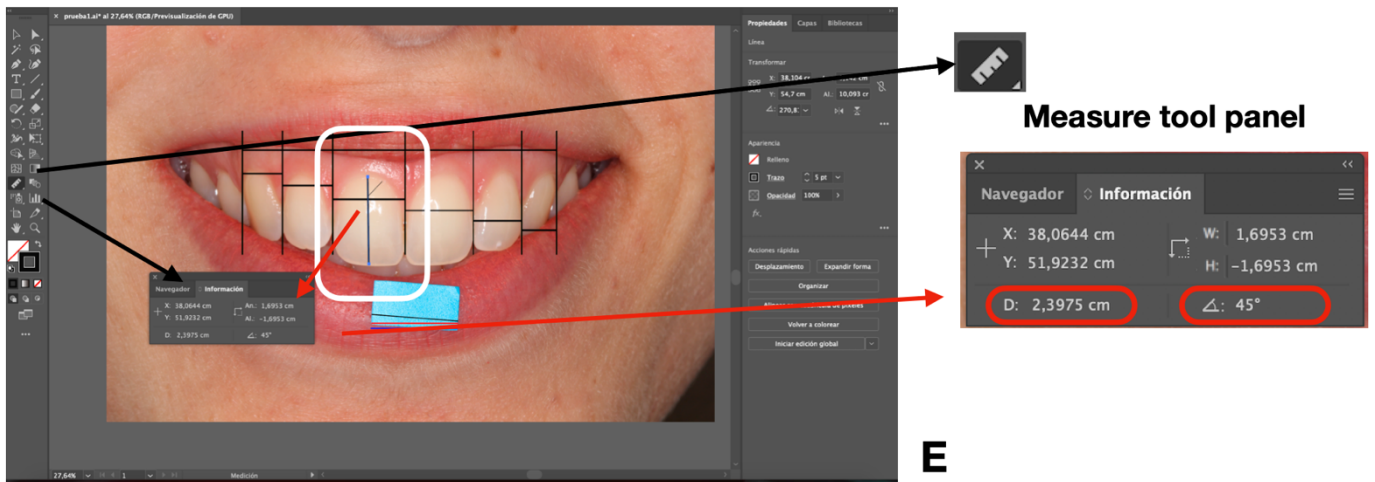 × prueba1.ai* al 27,64% (RGB/Previsualización de GPU)
Propiedades Capas Bibliotecas
Línea
Transformar
X: 38,104 cr
Y: 54,7 cm Al.: 10,093 cr
270,8
Apariencia
Relleno
Trazo 5 pt
Opacidad 100%
fx.
Acciones rápidas
Desplazamiento Expandir forma
Organizar
Volver a colorear
Iniciar edición global
Navegador Información
X: 38,0644 cm An.: 1,6953 cm
Y: 51,9232 cm Al.: -1,6953 cm
D: 2,3975 cm 45°
27,64% 1 Medición
Measure tool panel
Navegador Información
X: 38,0644 cm W: 1,6953 cm
Y: 51,9232 cm H: -1,6953 cm
D: 2,3975 cm 45°
E